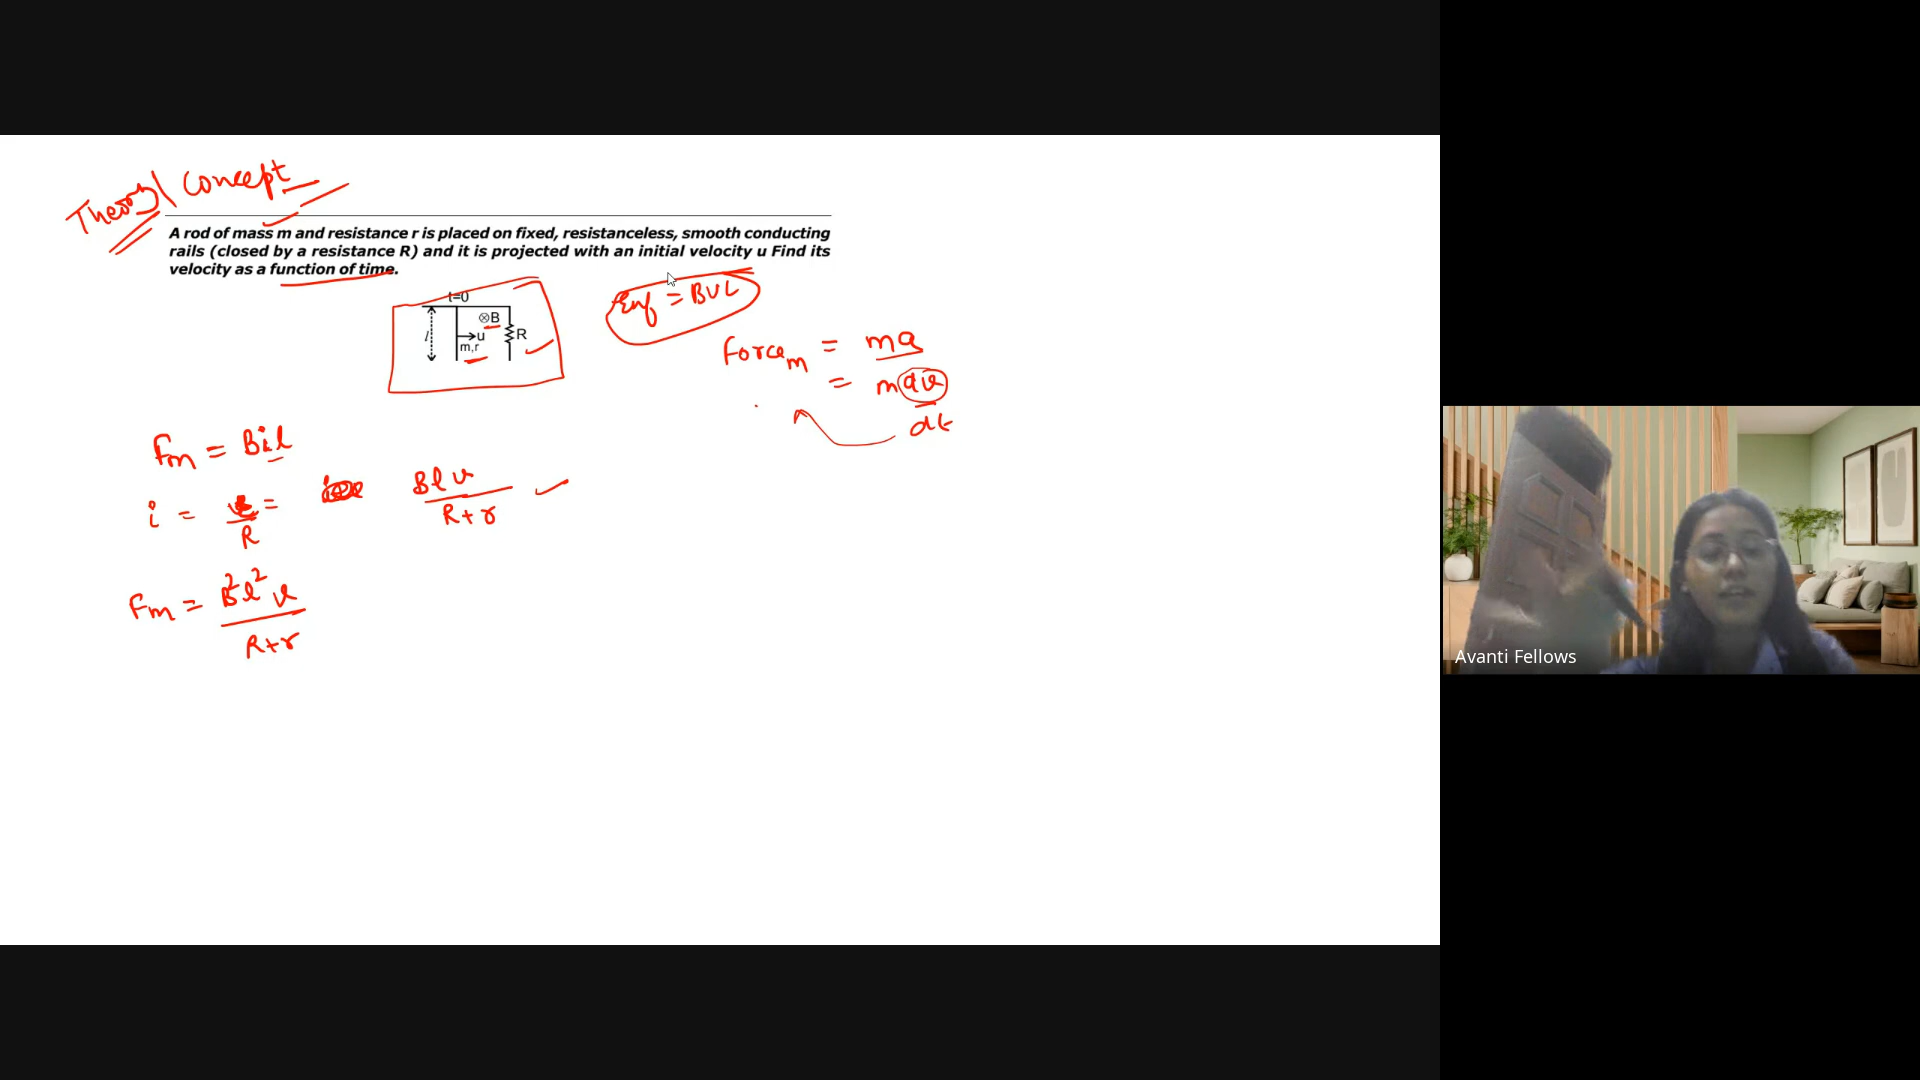 Theory| Concept
A rod of mass m and resistance r is placed on fixed, resistanceless, smooth conducting
rails (closed by a resistance R) and it is projected with an initial velocity u Find its
velocity as a function of time.
t=0
⊗B
l
u
R
m,r
Emf = BVL
Force m = ma
= m dv
dt
Fm = Bil
i = =
R
Blv
R+r
Fm = B²l²v
R+r
Avanti Fellows